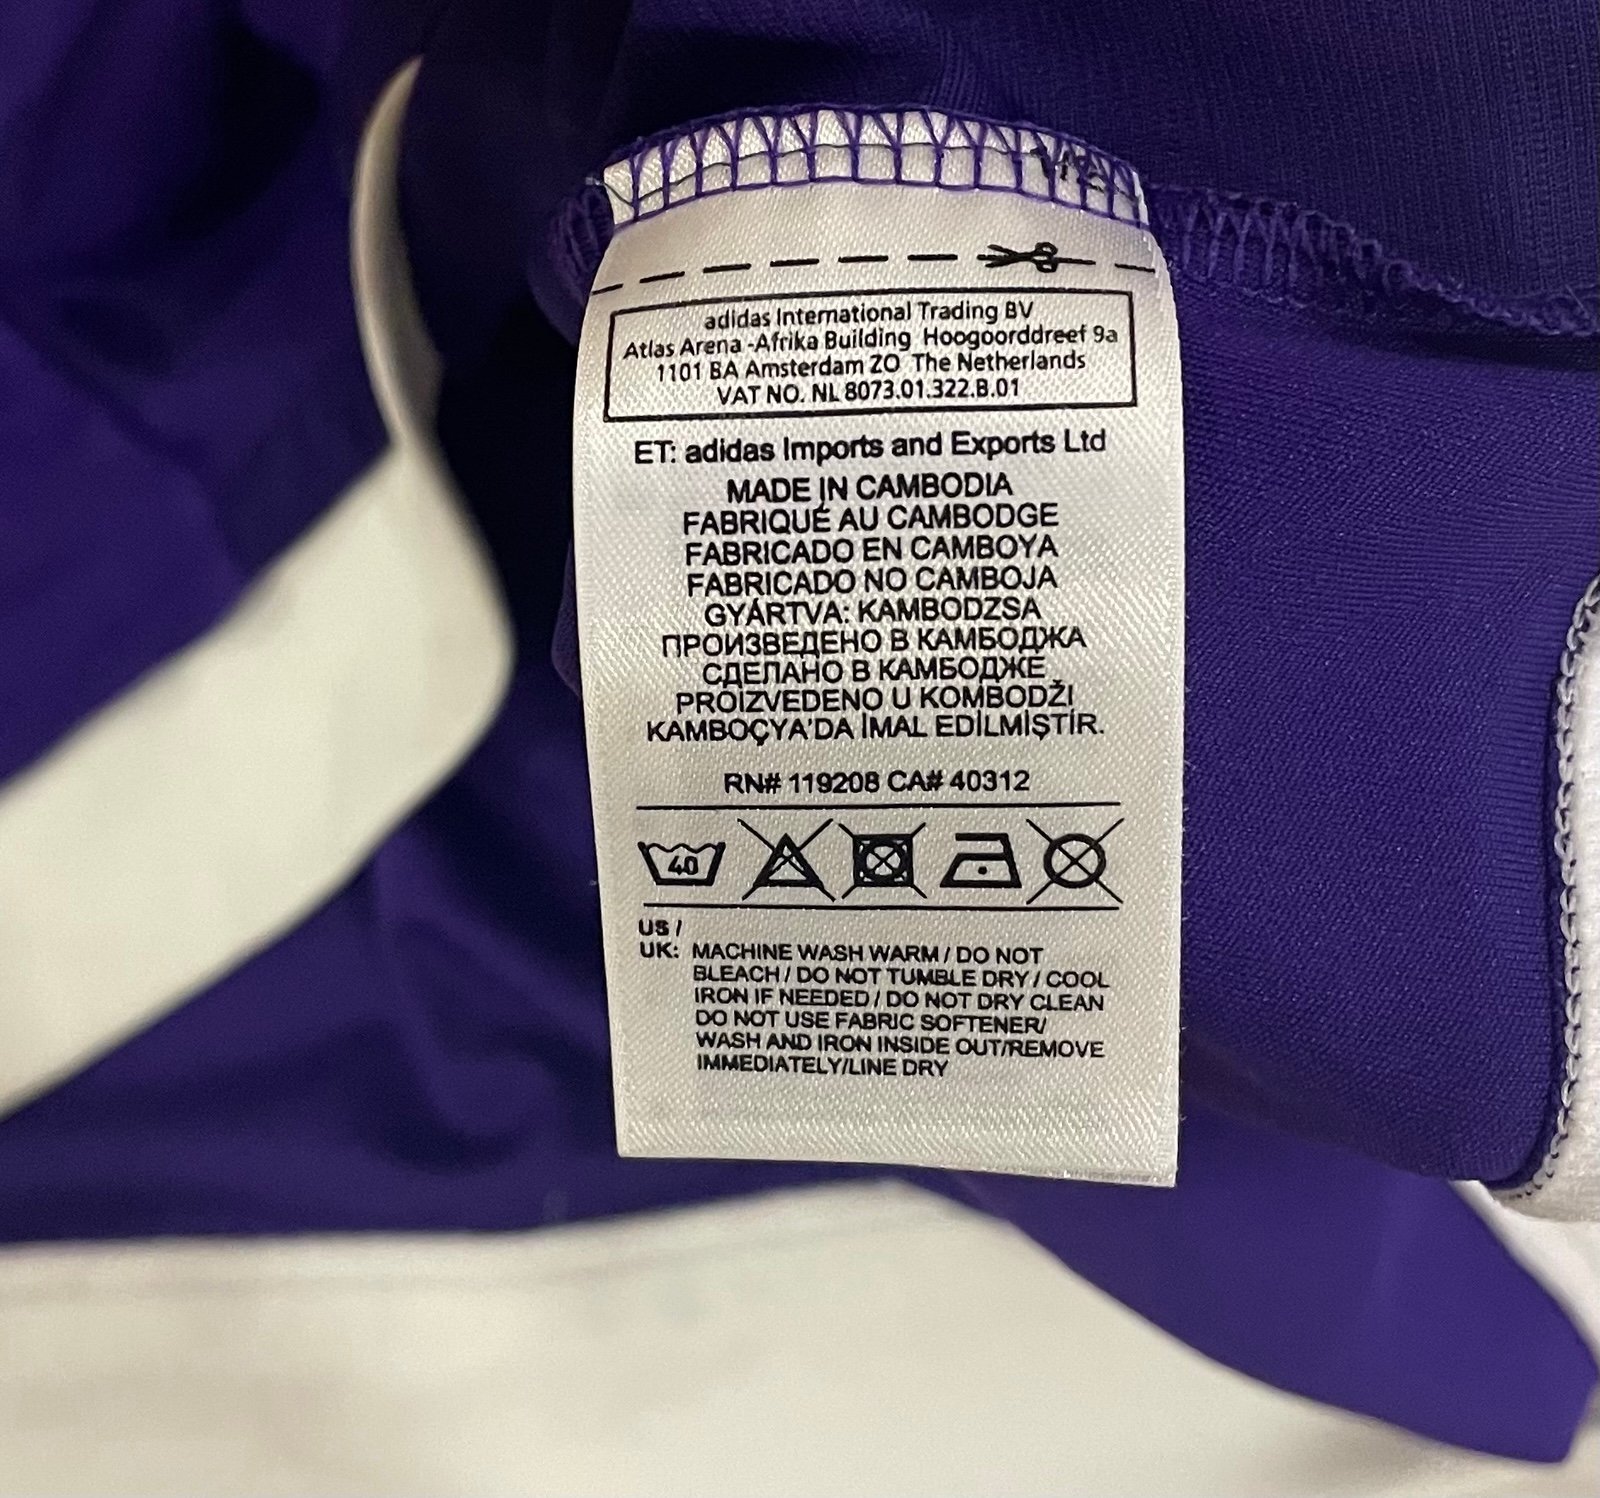 adidas International Trading BV
Atlas Arena -Afrika Building Hoogoorddreef 9a
1101 BA Amsterdam ZO The Netherlands
VAT NO. NL 8073.01.322.B.01
ET: adidas Imports and Exports Ltd
MADE IN CAMBODIA
FABRIQUÉ AU CAMBODGE
FABRICADO EN CAMBOYA
FABRICADO NO CAMBOJA
GYÁRTVA: KAMBODZSA
ПРОИЗВЕДЕНО В КАМБОДЖА
СДЕЛАНО В КАМБОДЖЕ
PROIZVEDENO U KOMBODŽI
KAMBOÇYA'DA İMAL EDİLMİŞTİR.
RN# 119208 CA# 40312
40
US /
UK: MACHINE WASH WARM / DO NOT
BLEACH / DO NOT TUMBLE DRY / COOL
IRON IF NEEDED / DO NOT DRY CLEAN
DO NOT USE FABRIC SOFTENER/
WASH AND IRON INSIDE OUT/REMOVE
IMMEDIATELY/LINE DRY